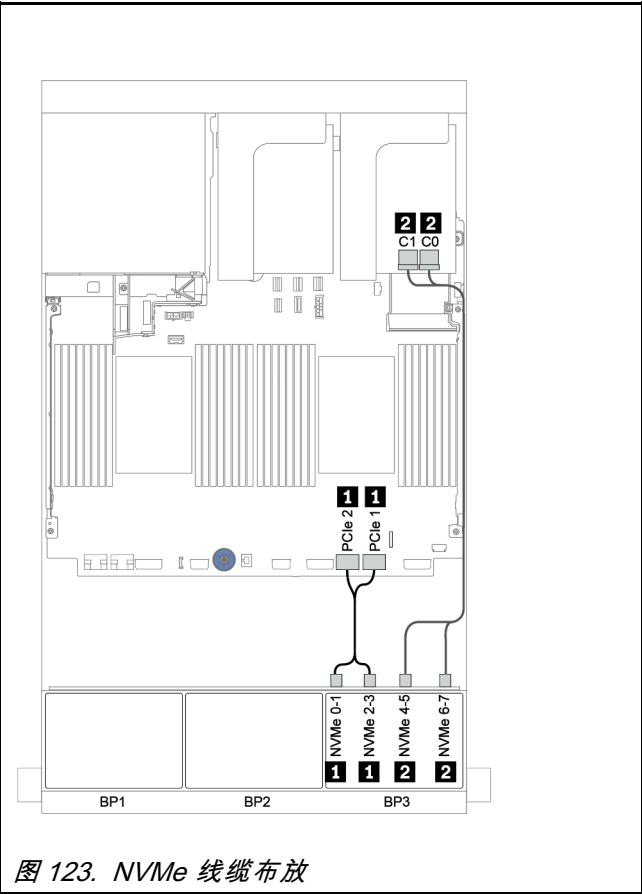 2 2
C1 C0
1 1
PCIe 2
PCIe 1
NVMe 0-1
NVMe 2-3
NVMe 4-5
NVMe 6-7
1 1 2 2
BP1 BP2 BP3
图 123. NVMe 线缆布放